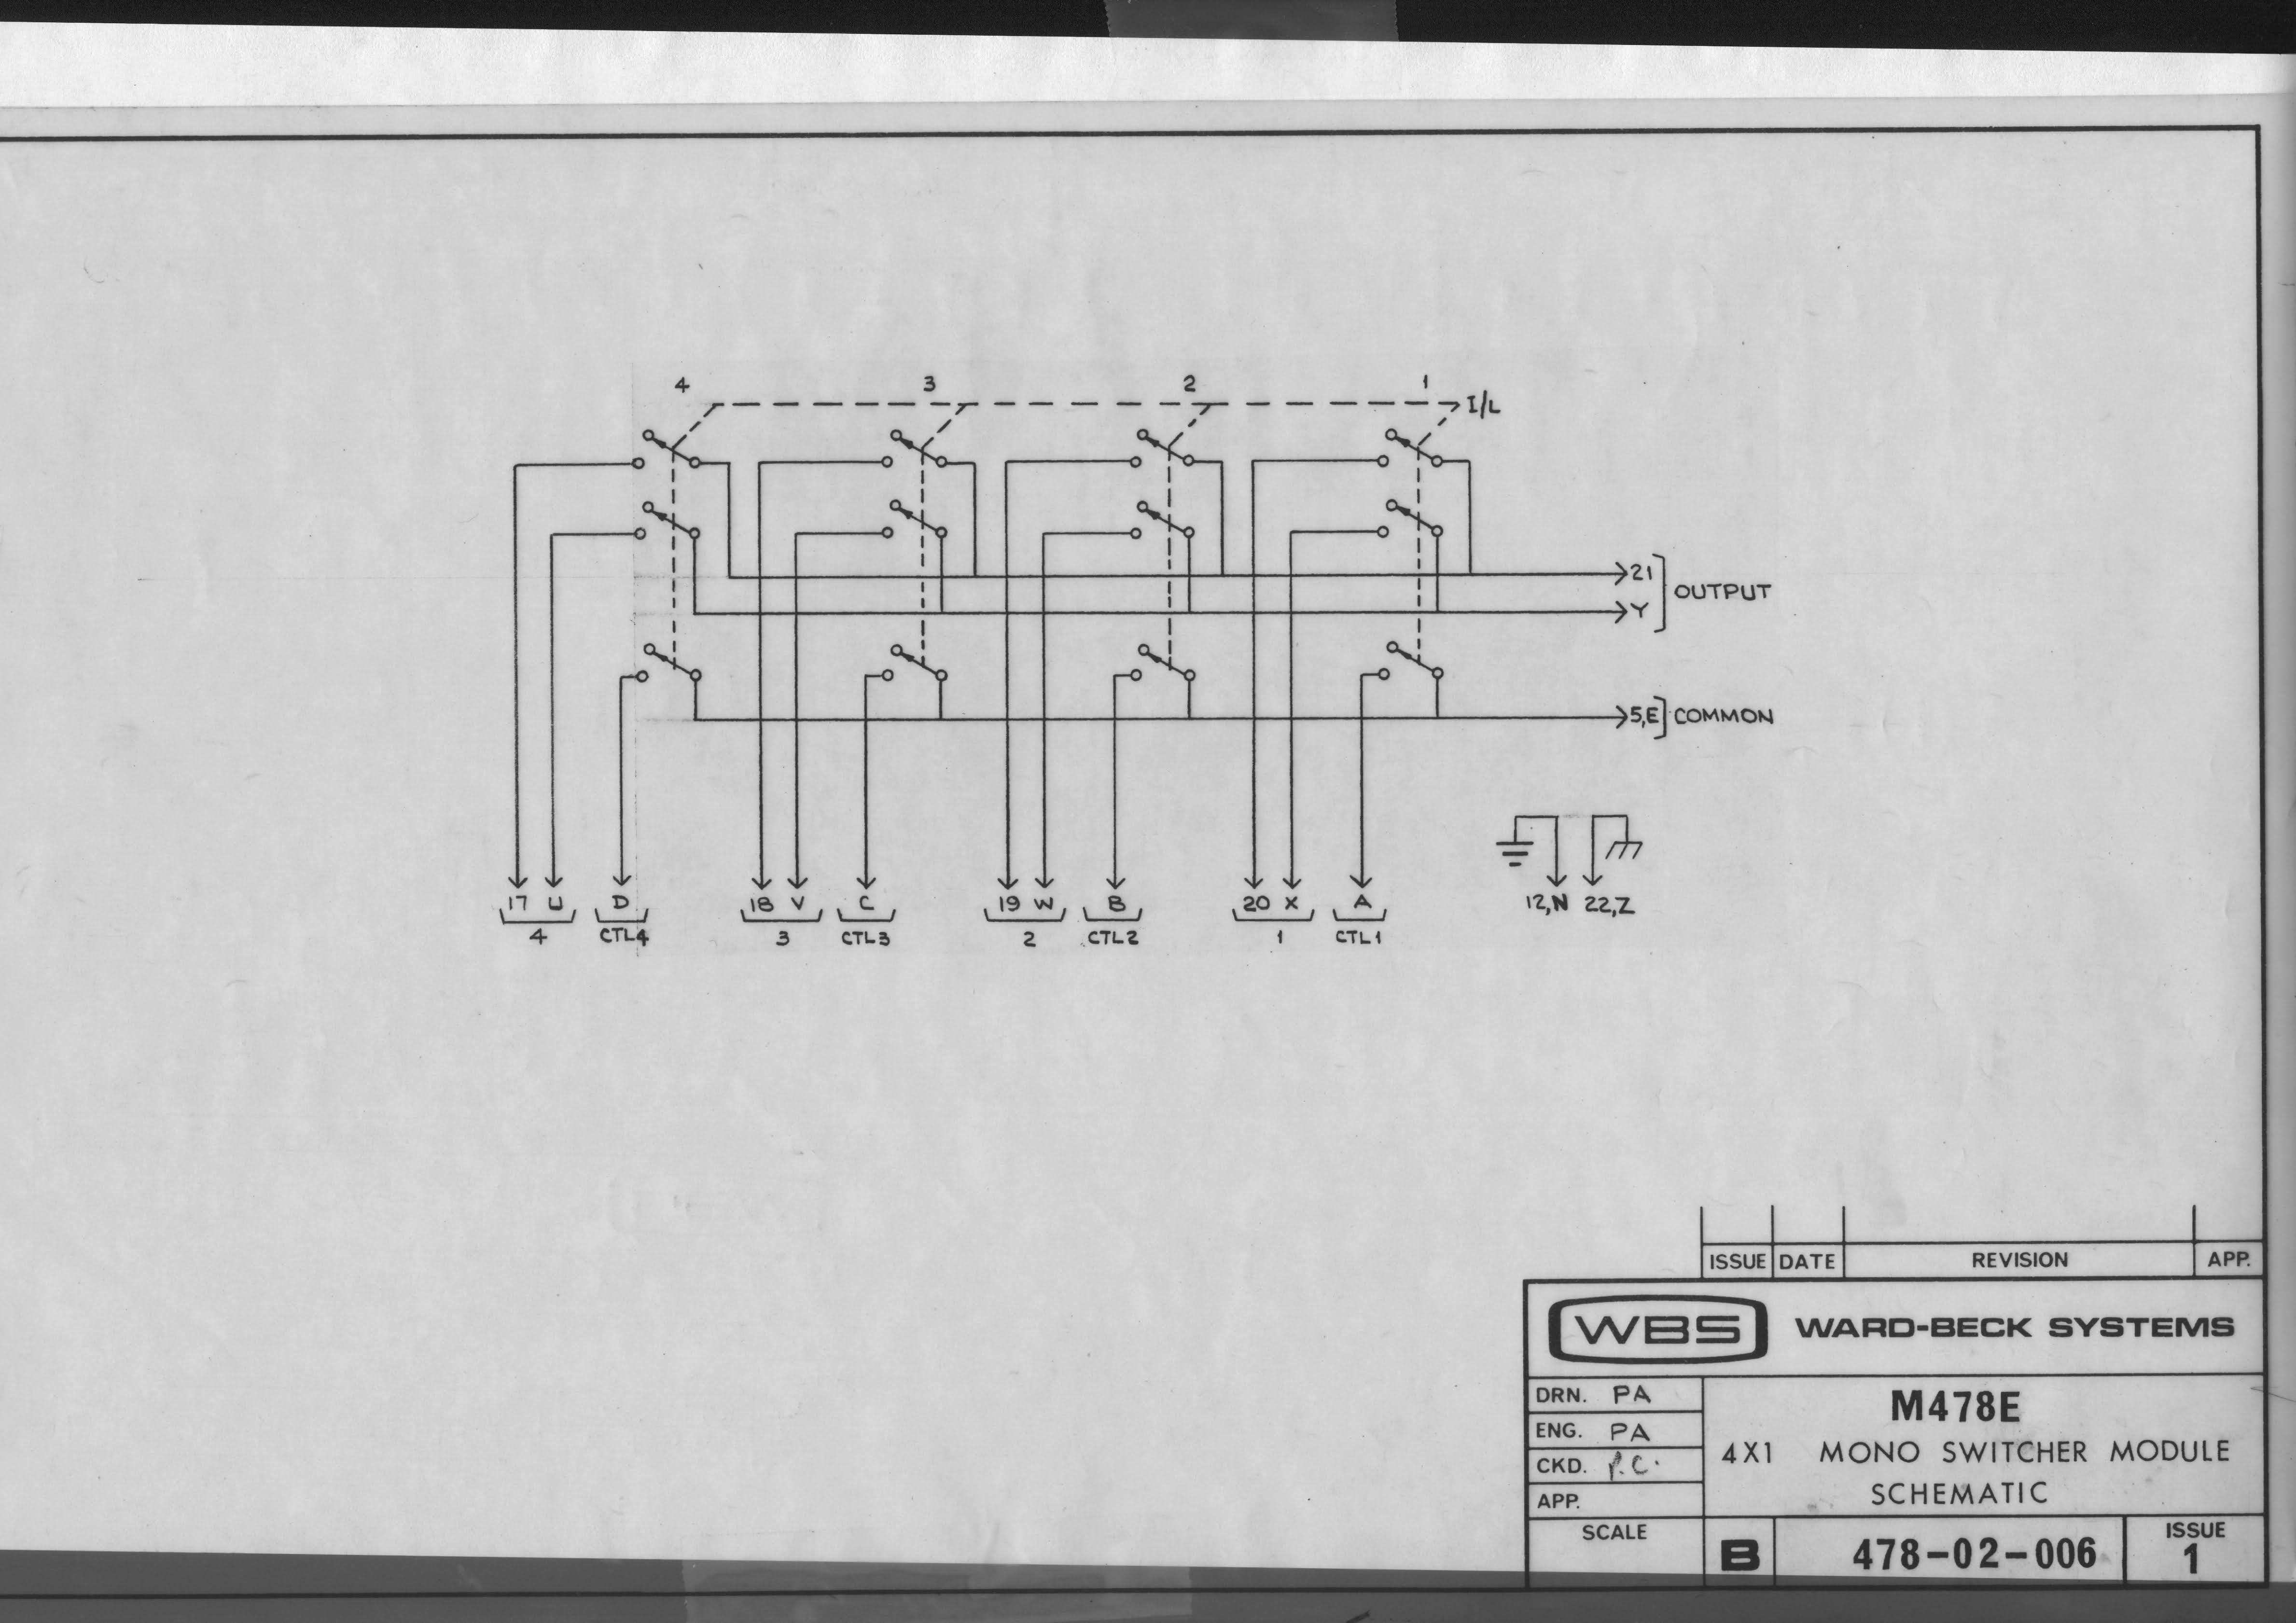 4 3 2 1
I/L
21
OUTPUT
Y
5,E COMMON
17 U D 18 V C 19 W B 20 X A 12,N 22,Z
4 CTL4 3 CTL3 2 CTL2 1 CTL1
ISSUE DATE REVISION APP.
WBS WARD-BECK SYSTEMS
DRN. PA
ENG. PA
CKD. P.C.
APP.
M478E
4X1 MONO SWITCHER MODULE
SCHEMATIC
SCALE
B
478-02-006
ISSUE
1